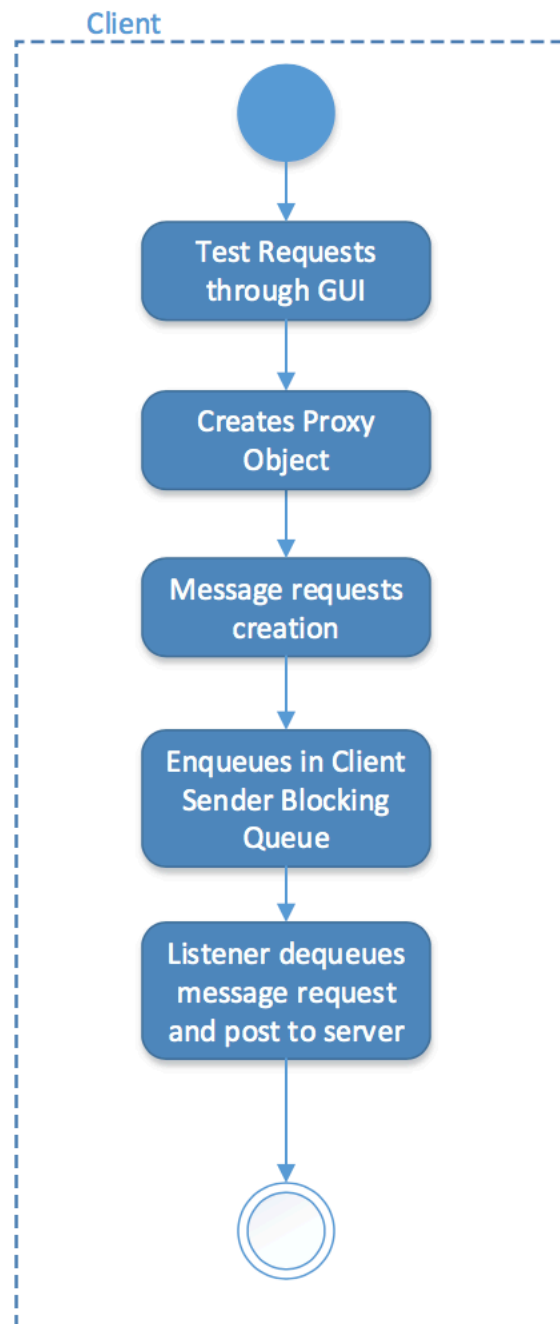 Client
Test Requests
through GUI
Creates Proxy
Object
Message requests
creation
Enqueues in Client
Sender Blocking
Queue
Listener dequeues
message request
and post to server